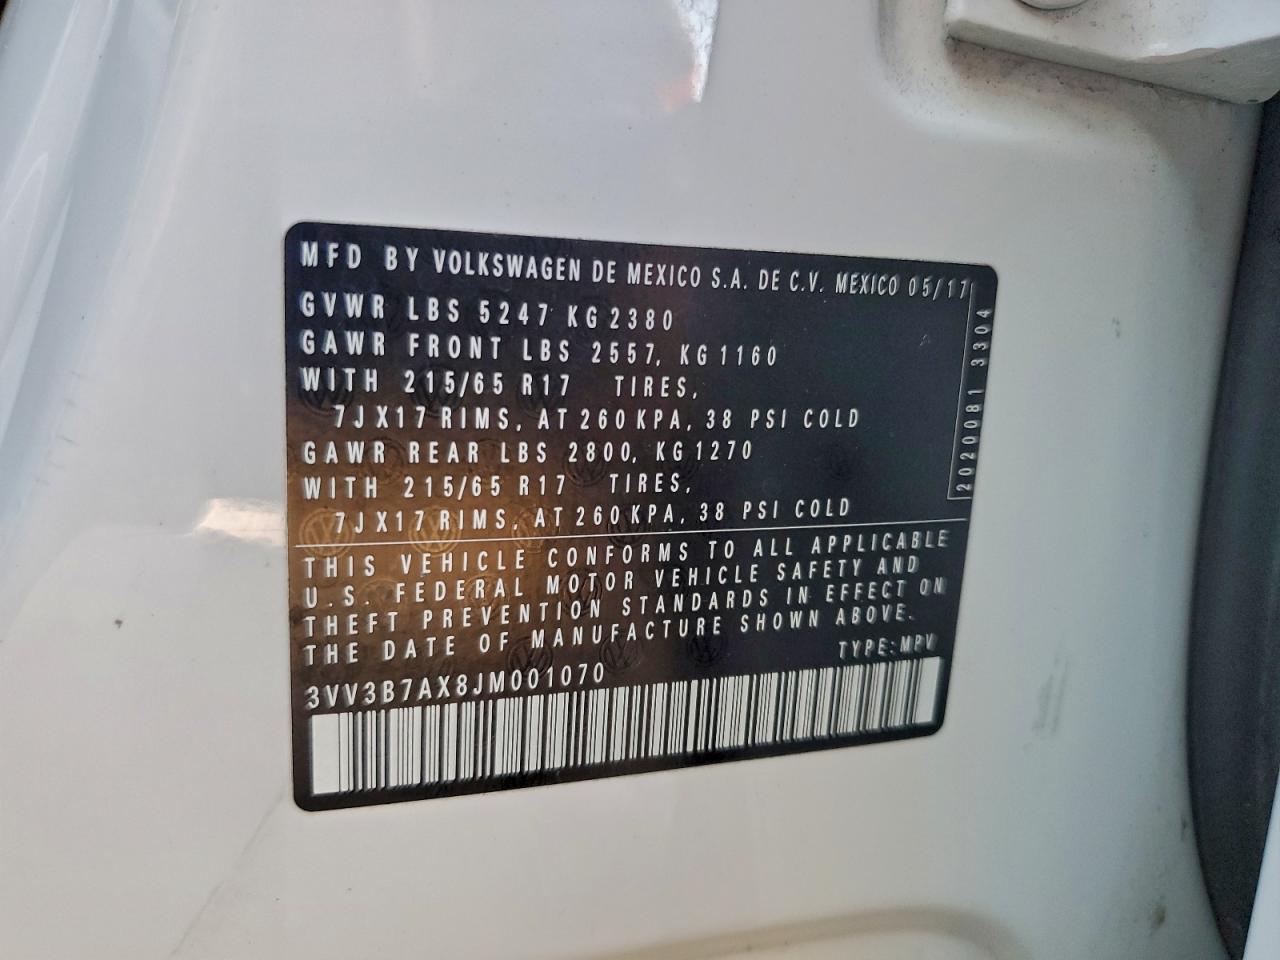 MFD BY VOLKSWAGEN DE MEXICO S.A. DE C.V. MEXICO 05/17
GVWR LBS 5247 KG 2380
GAWR FRONT LBS 2557, KG 1160
WITH 215/65 R17 TIRES,
7JX17 RIMS, AT 260 KPA, 38 PSI COLD
GAWR REAR LBS 2800, KG 1270
WITH 215/65 R17 TIRES,
7JX17 RIMS, AT 260 KPA, 38 PSI COLD
2020081 3304
THIS VEHICLE CONFORMS TO ALL APPLICABLE
U.S. FEDERAL MOTOR VEHICLE SAFETY AND
THEFT PREVENTION STANDARDS IN EFFECT ON
THE DATE OF MANUFACTURE SHOWN ABOVE.
TYPE: MPV
3VV3B7AX8JM001070